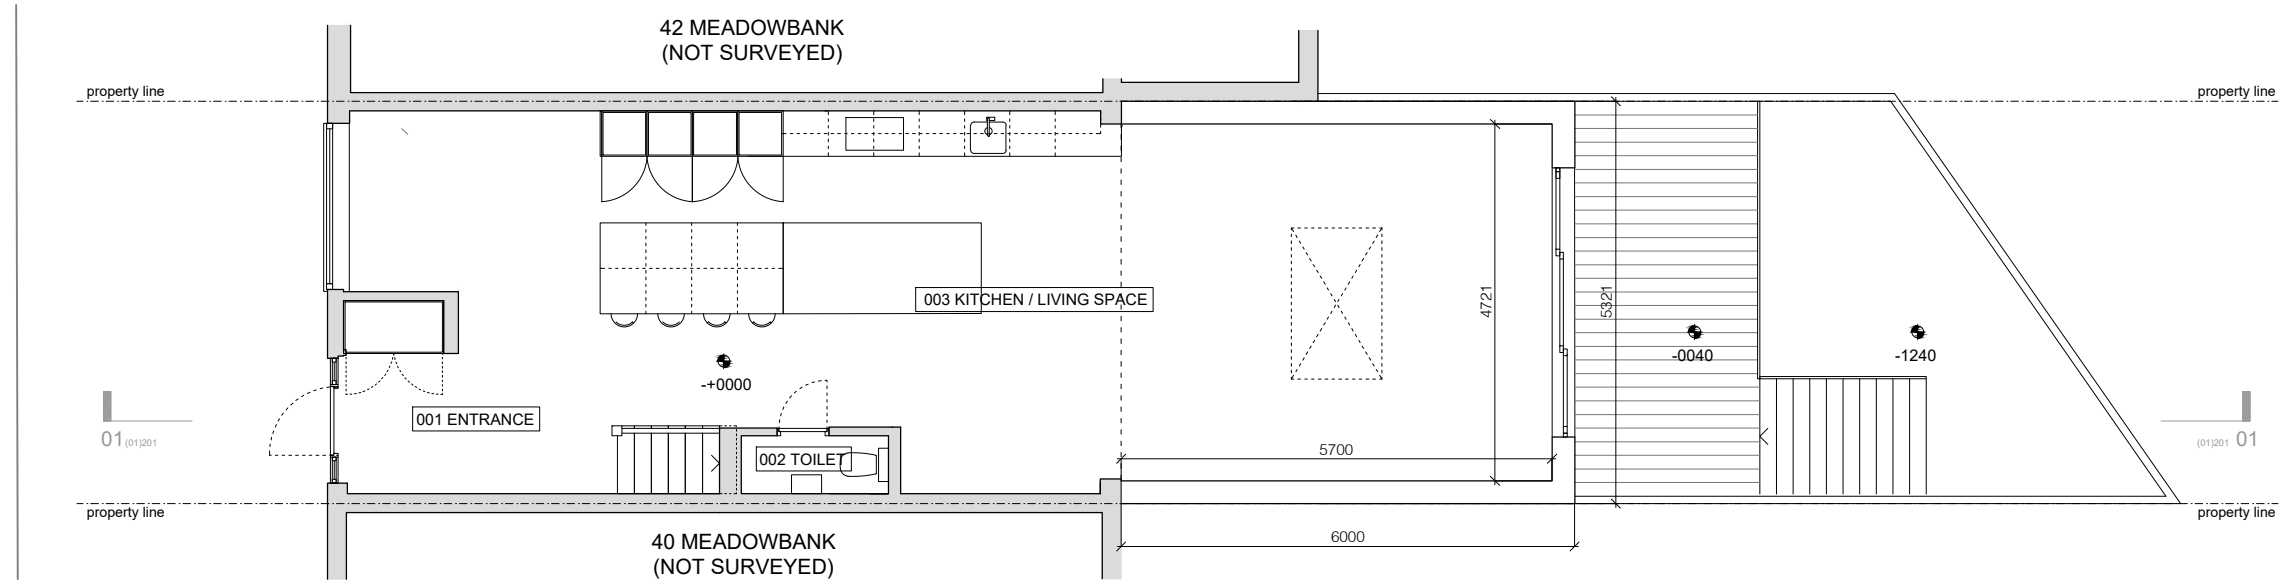 42 MEADOWBANK
(NOT SURVEYED)
property line
property line
003 KITCHEN / LIVING SPACE
4721
5321
-0040
-1240
-+0000
001 ENTRANCE
01 (01)201
(01)201 01
002 TOILET
5700
property line
property line
6000
40 MEADOWBANK
(NOT SURVEYED)